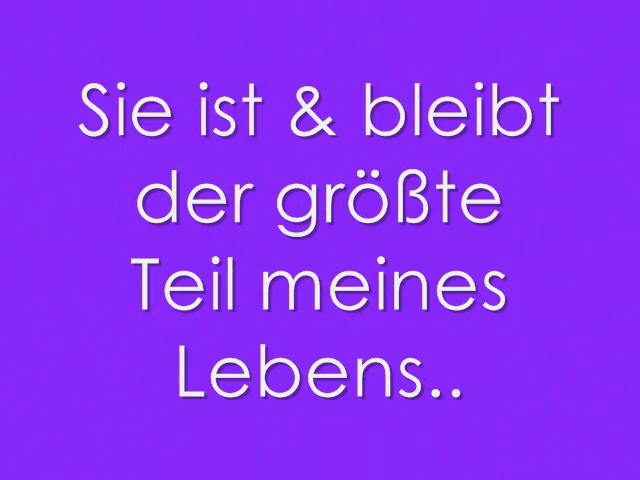 Sie ist & bleibt
der größte
Teil meines
Lebens..